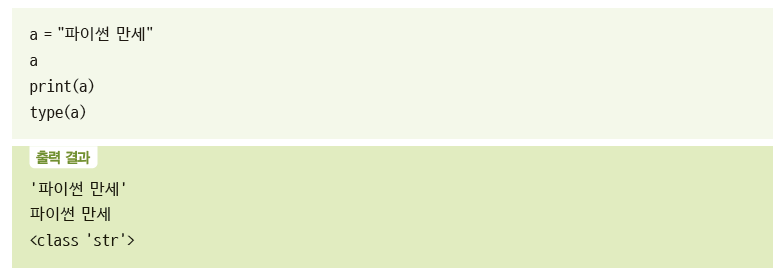 a = "파이썬 만세"
a
print(a)
type(a)
출력 결과
'파이썬 만세'
파이썬 만세
<class 'str'>